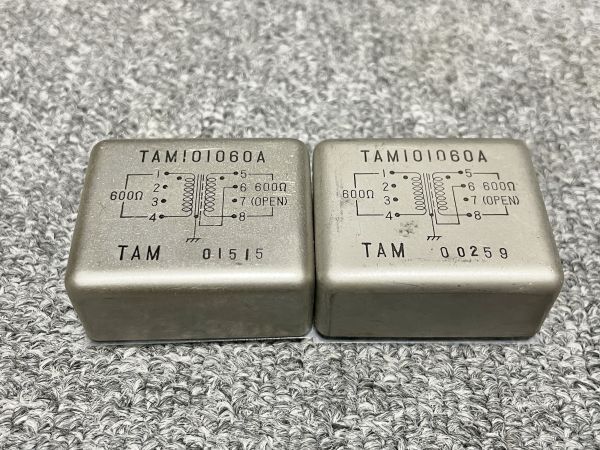 TAM101060A
1 5
2 6 600Ω
600Ω
3 7 (OPEN)
4 8
TAM 01515
TAM101060A
1 5
2 6 600Ω
600Ω
3 7 (OPEN)
4 8
TAM 00259